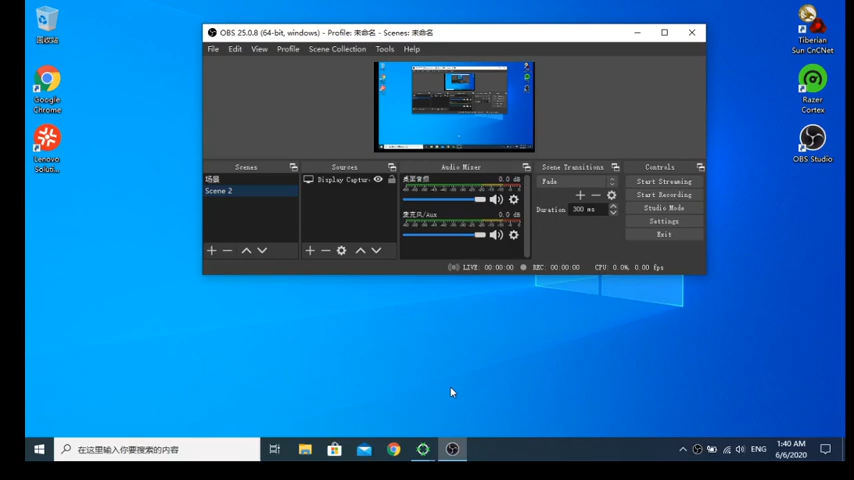 回收站
Google
Chrome
Lenovo
Soluti...
Tiberian
Sun CnCNet
Razer
Cortex
OBS Studio
OBS 25.0.8 (64-bit, windows) - Profile: 未命名 - Scenes: 未命名
File Edit View Profile Scene Collection Tools Help
Scenes Sources Audio Mixer Scene Transitions Controls
场景
Scene 2
Display Captur
桌面音频 0.0 dB
麦克风/Aux 0.0 dB
Fade
Duration 300 ms
Start Streaming
Start Recording
Studio Mode
Settings
Exit
LIVE: 00:00:00 REC: 00:00:00 CPU: 0.0%, 0.00 fps
在这里输入你要搜索的内容
ENG
1:40 AM
6/6/2020